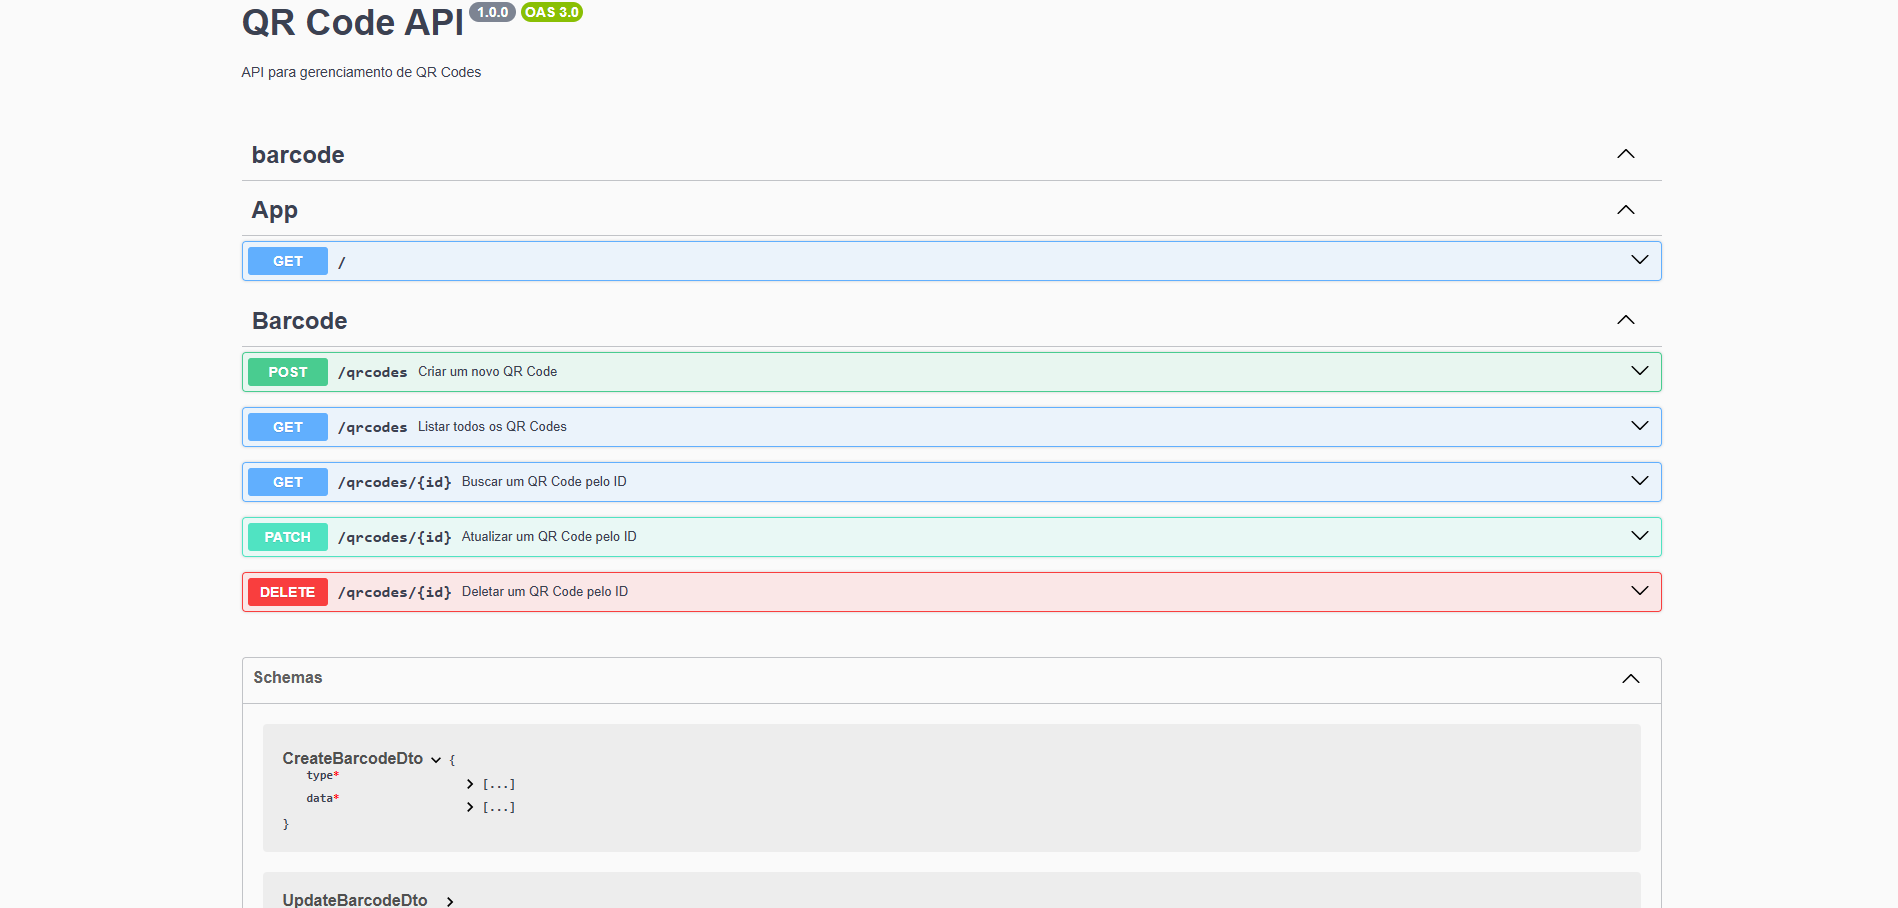 QR Code API 1.0.0 OAS 3.0
API para gerenciamento de QR Codes
barcode
App
GET /
Barcode
POST /qrcodes Criar um novo QR Code
GET /qrcodes Listar todos os QR Codes
GET /qrcodes/{id} Buscar um QR Code pelo ID
PATCH /qrcodes/{id} Atualizar um QR Code pelo ID
DELETE /qrcodes/{id} Deletar um QR Code pelo ID
Schemas
CreateBarcodeDto {
type* [...]
data* [...]
}
UpdateBarcodeDto